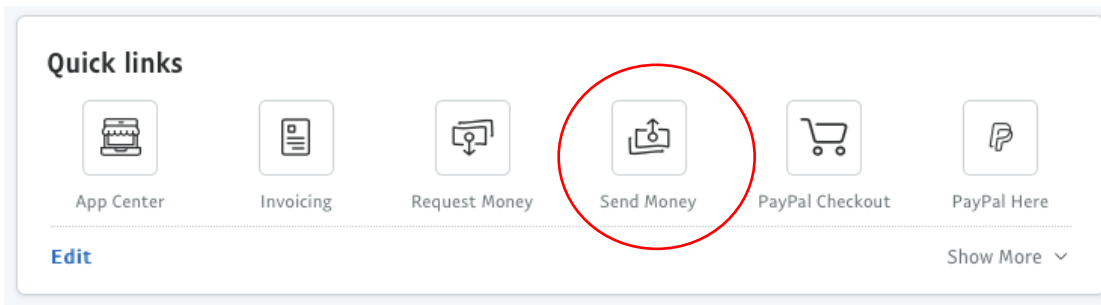 Quick links
App Center Invoicing Request Money Send Money PayPal Checkout PayPal Here
Edit Show More